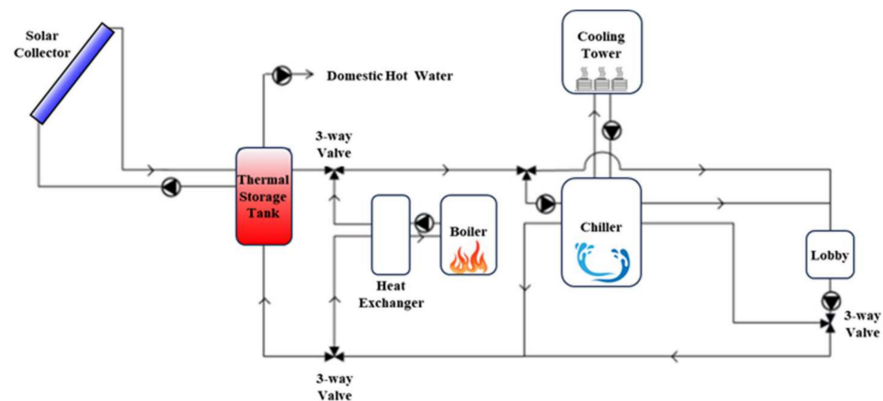 Solar
Collector
Cooling
Tower
Domestic Hot Water
3-way
Valve
Thermal
Storage
Tank
Boiler
Chiller
Lobby
Heat
Exchanger
3-way
Valve
3-way
Valve